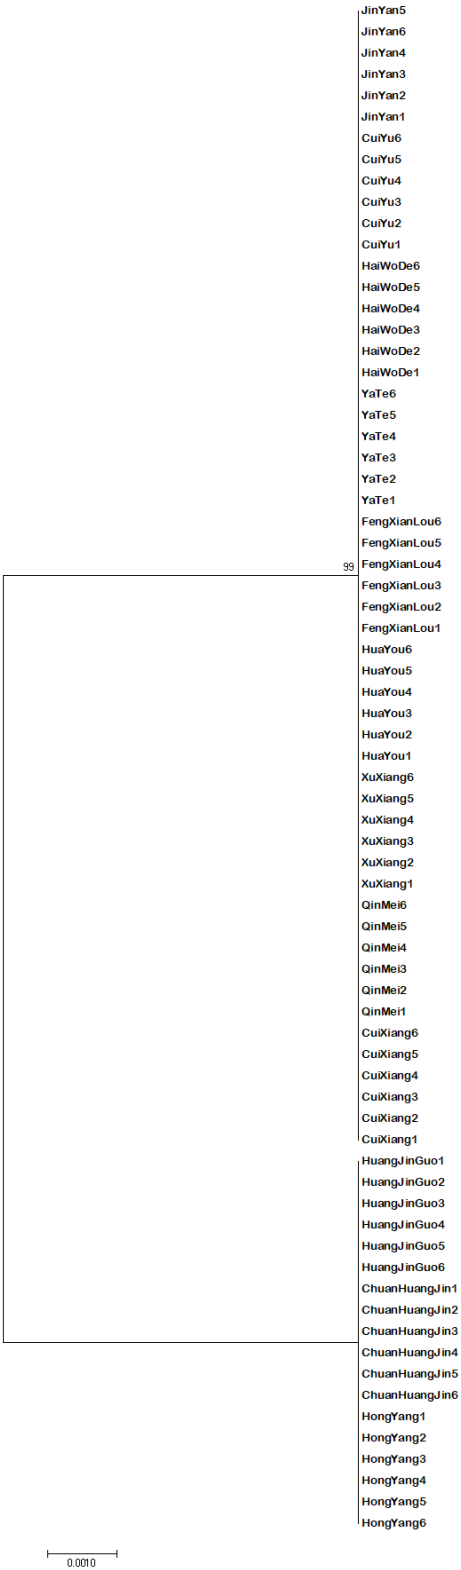 JinYan5
JinYan6
JinYan4
JinYan3
JinYan2
JinYan1
CuiYu6
CuiYu5
CuiYu4
CuiYu3
CuiYu2
CuiYu1
HaiWoDe6
HaiWoDe5
HaiWoDe4
HaiWoDe3
HaiWoDe2
HaiWoDe1
YaTe6
YaTe5
YaTe4
YaTe3
YaTe2
YaTe1
FengXianLou6
FengXianLou5
99 FengXianLou4
FengXianLou3
FengXianLou2
FengXianLou1
HuaYou6
HuaYou5
HuaYou4
HuaYou3
HuaYou2
HuaYou1
XuXiang6
XuXiang5
XuXiang4
XuXiang3
XuXiang2
XuXiang1
QinMei6
QinMei5
QinMei4
QinMei3
QinMei2
QinMei1
CuiXiang6
CuiXiang5
CuiXiang4
CuiXiang3
CuiXiang2
CuiXiang1
HuangJinGuo1
HuangJinGuo2
HuangJinGuo3
HuangJinGuo4
HuangJinGuo5
HuangJinGuo6
ChuanHuangJin1
ChuanHuangJin2
ChuanHuangJin3
ChuanHuangJin4
ChuanHuangJin5
ChuanHuangJin6
HongYang1
HongYang2
HongYang3
HongYang4
HongYang5
HongYang6
0.0010